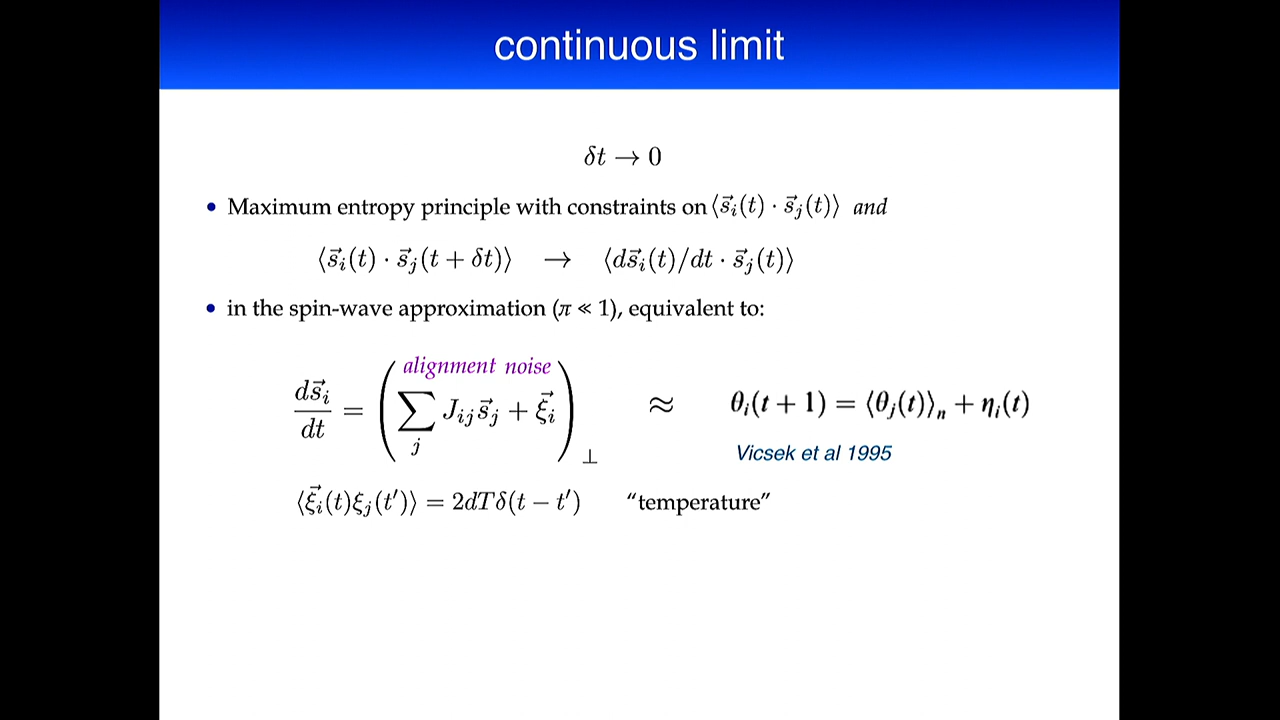 continuous limit
δt → 0
• Maximum entropy principle with constraints on ⟨s⃗ᵢ(t) · s⃗ⱼ(t)⟩ and
⟨s⃗ᵢ(t) · s⃗ⱼ(t + δt)⟩ → ⟨ds⃗ᵢ(t)/dt · s⃗ⱼ(t)⟩
• in the spin-wave approximation (π ≪ 1), equivalent to:
alignment noise
ds⃗ᵢ/dt = (∑ⱼ Jᵢⱼs⃗ⱼ + ξ⃗ᵢ)⊥ ≈ θᵢ(t + 1) = ⟨θⱼ(t)⟩ₙ + ηᵢ(t)
Vicsek et al 1995
⟨ξ⃗ᵢ(t)ξⱼ(t′)⟩ = 2dTδ(t − t′) “temperature”